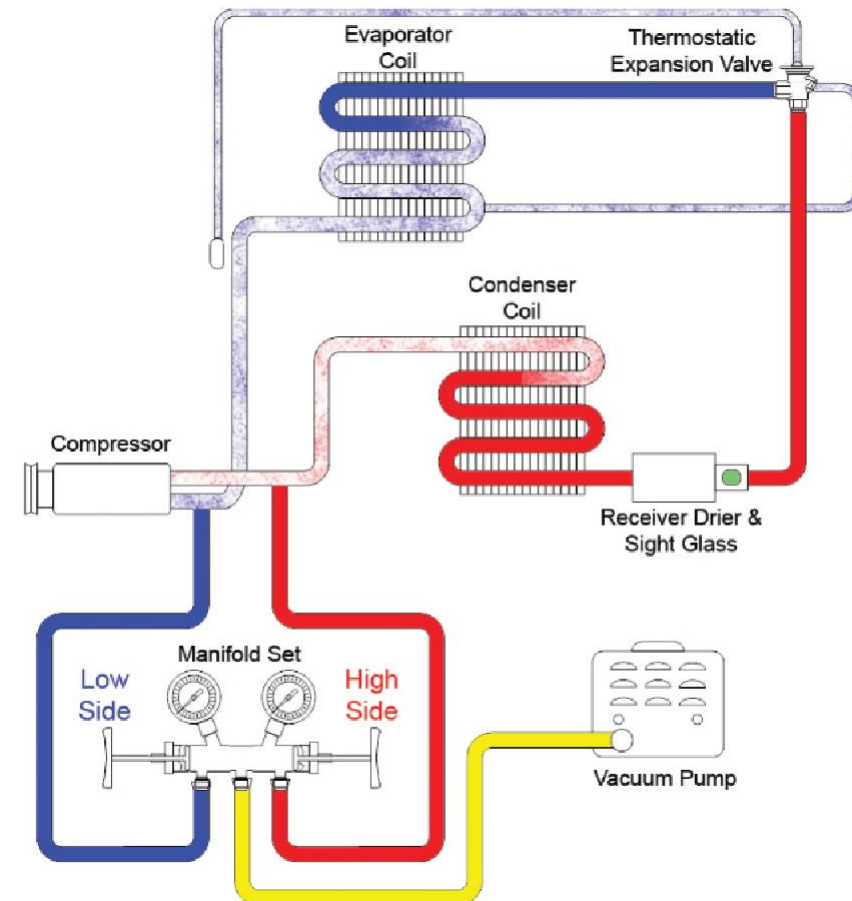 Evaporator
Coil
Thermostatic
Expansion Valve
Condenser
Coil
Compressor
Receiver Drier &
Sight Glass
Manifold Set
Low
Side
High
Side
Vacuum Pump